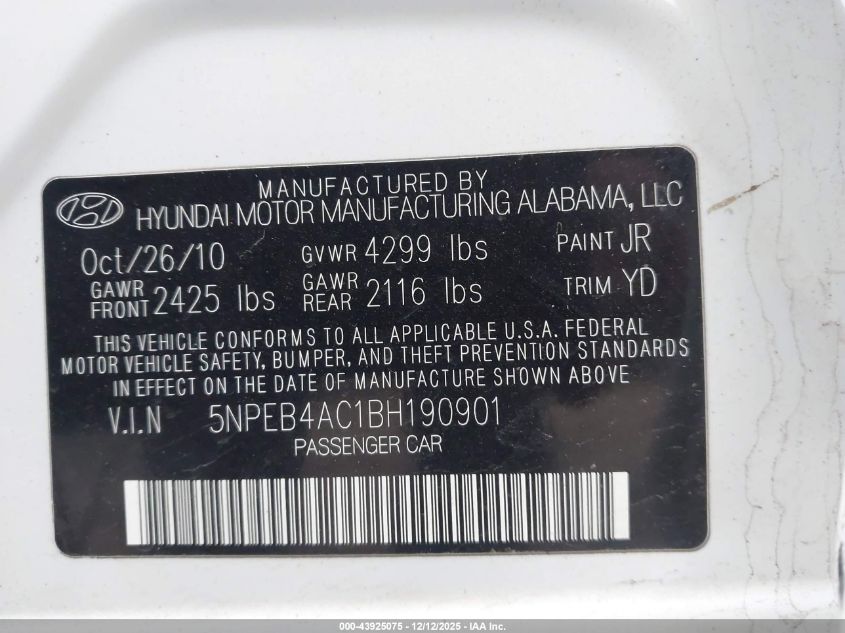 MANUFACTURED BY
HYUNDAI MOTOR MANUFACTURING ALABAMA, LLC
Oct/26/10 GVWR 4299 lbs PAINT JR
GAWR FRONT 2425 lbs GAWR REAR 2116 lbs TRIM YD
THIS VEHICLE CONFORMS TO ALL APPLICABLE U.S.A. FEDERAL
MOTOR VEHICLE SAFETY, BUMPER, AND THEFT PREVENTION STANDARDS
IN EFFECT ON THE DATE OF MANUFACTURE SHOWN ABOVE
V.I.N 5NPEB4AC1BH190901
PASSENGER CAR
000-43925075 - 12/12/2025 - IAA Inc.